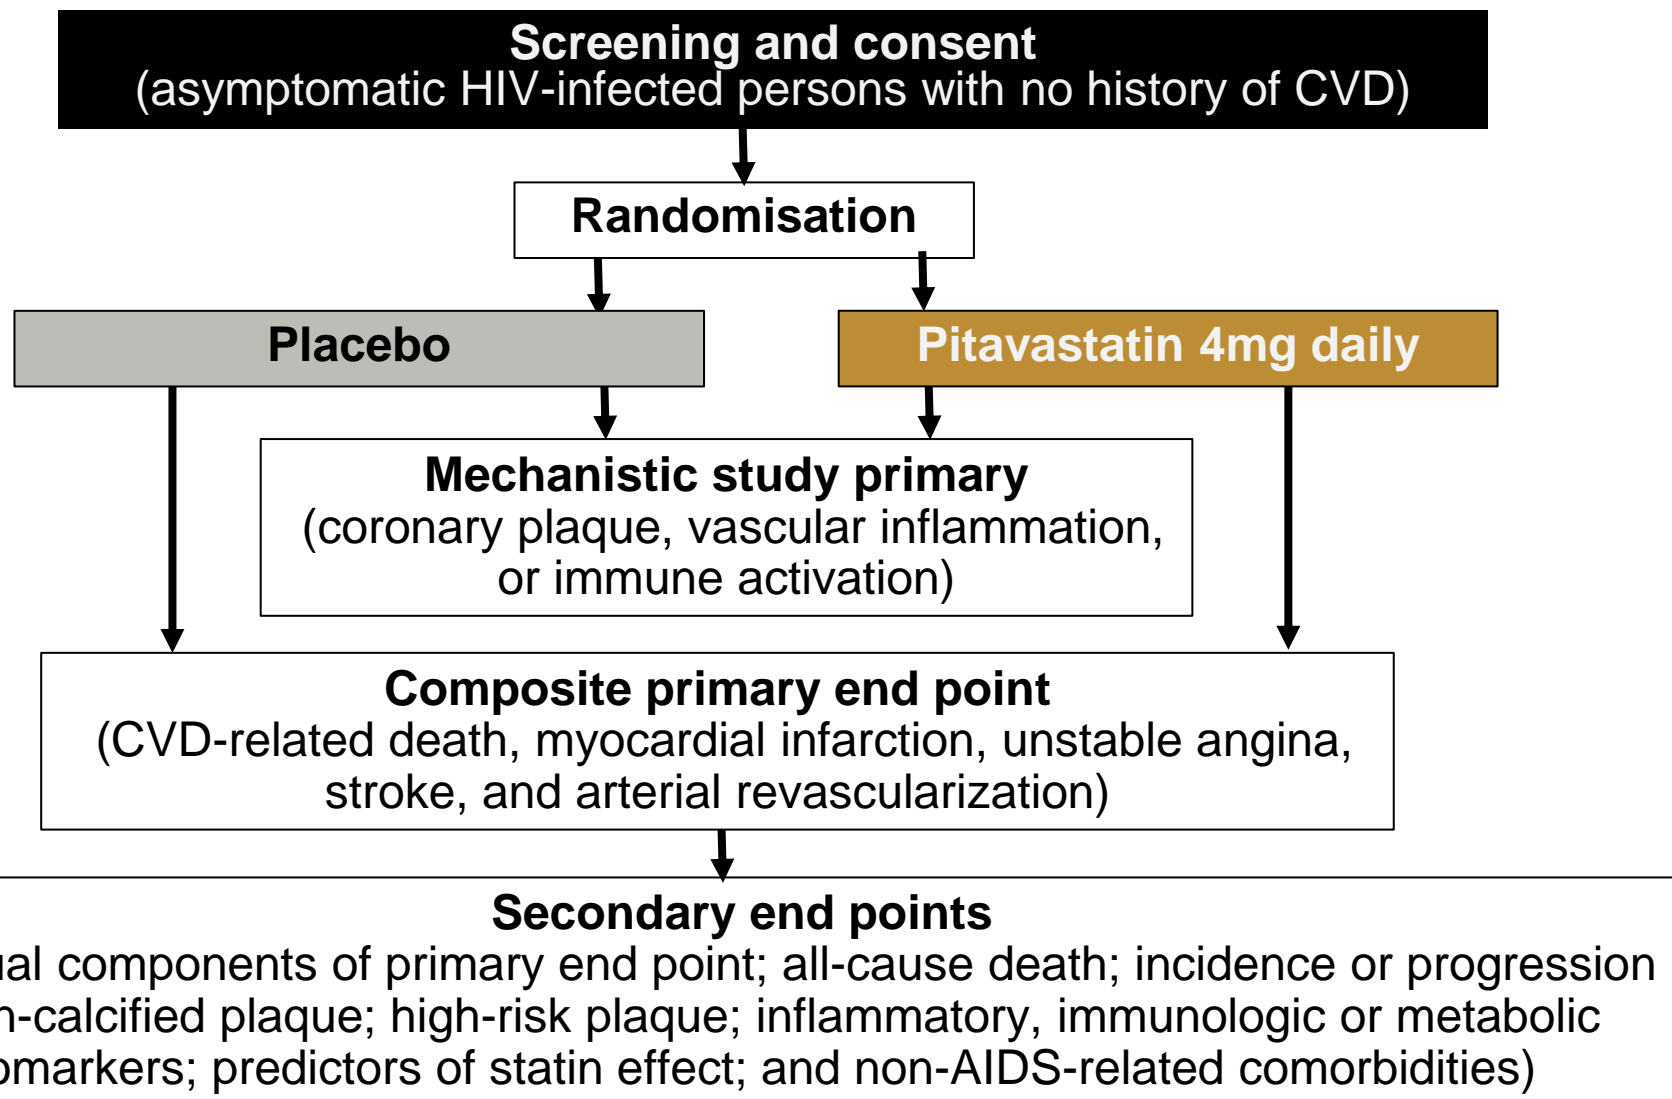 Screening and consent
(asymptomatic HIV-infected persons with no history of CVD)
Randomisation
Placebo
Pitavastatin 4mg daily
Mechanistic study primary
(coronary plaque, vascular inflammation,
or immune activation)
Composite primary end point
(CVD-related death, myocardial infarction, unstable angina,
stroke, and arterial revascularization)
Secondary end points
components of primary end point; all-cause death; incidence or progression
plaque; high-risk plaque; inflammatory, immunologic or metabolic
predictors of statin effect; and non-AIDS-related comorbidities)